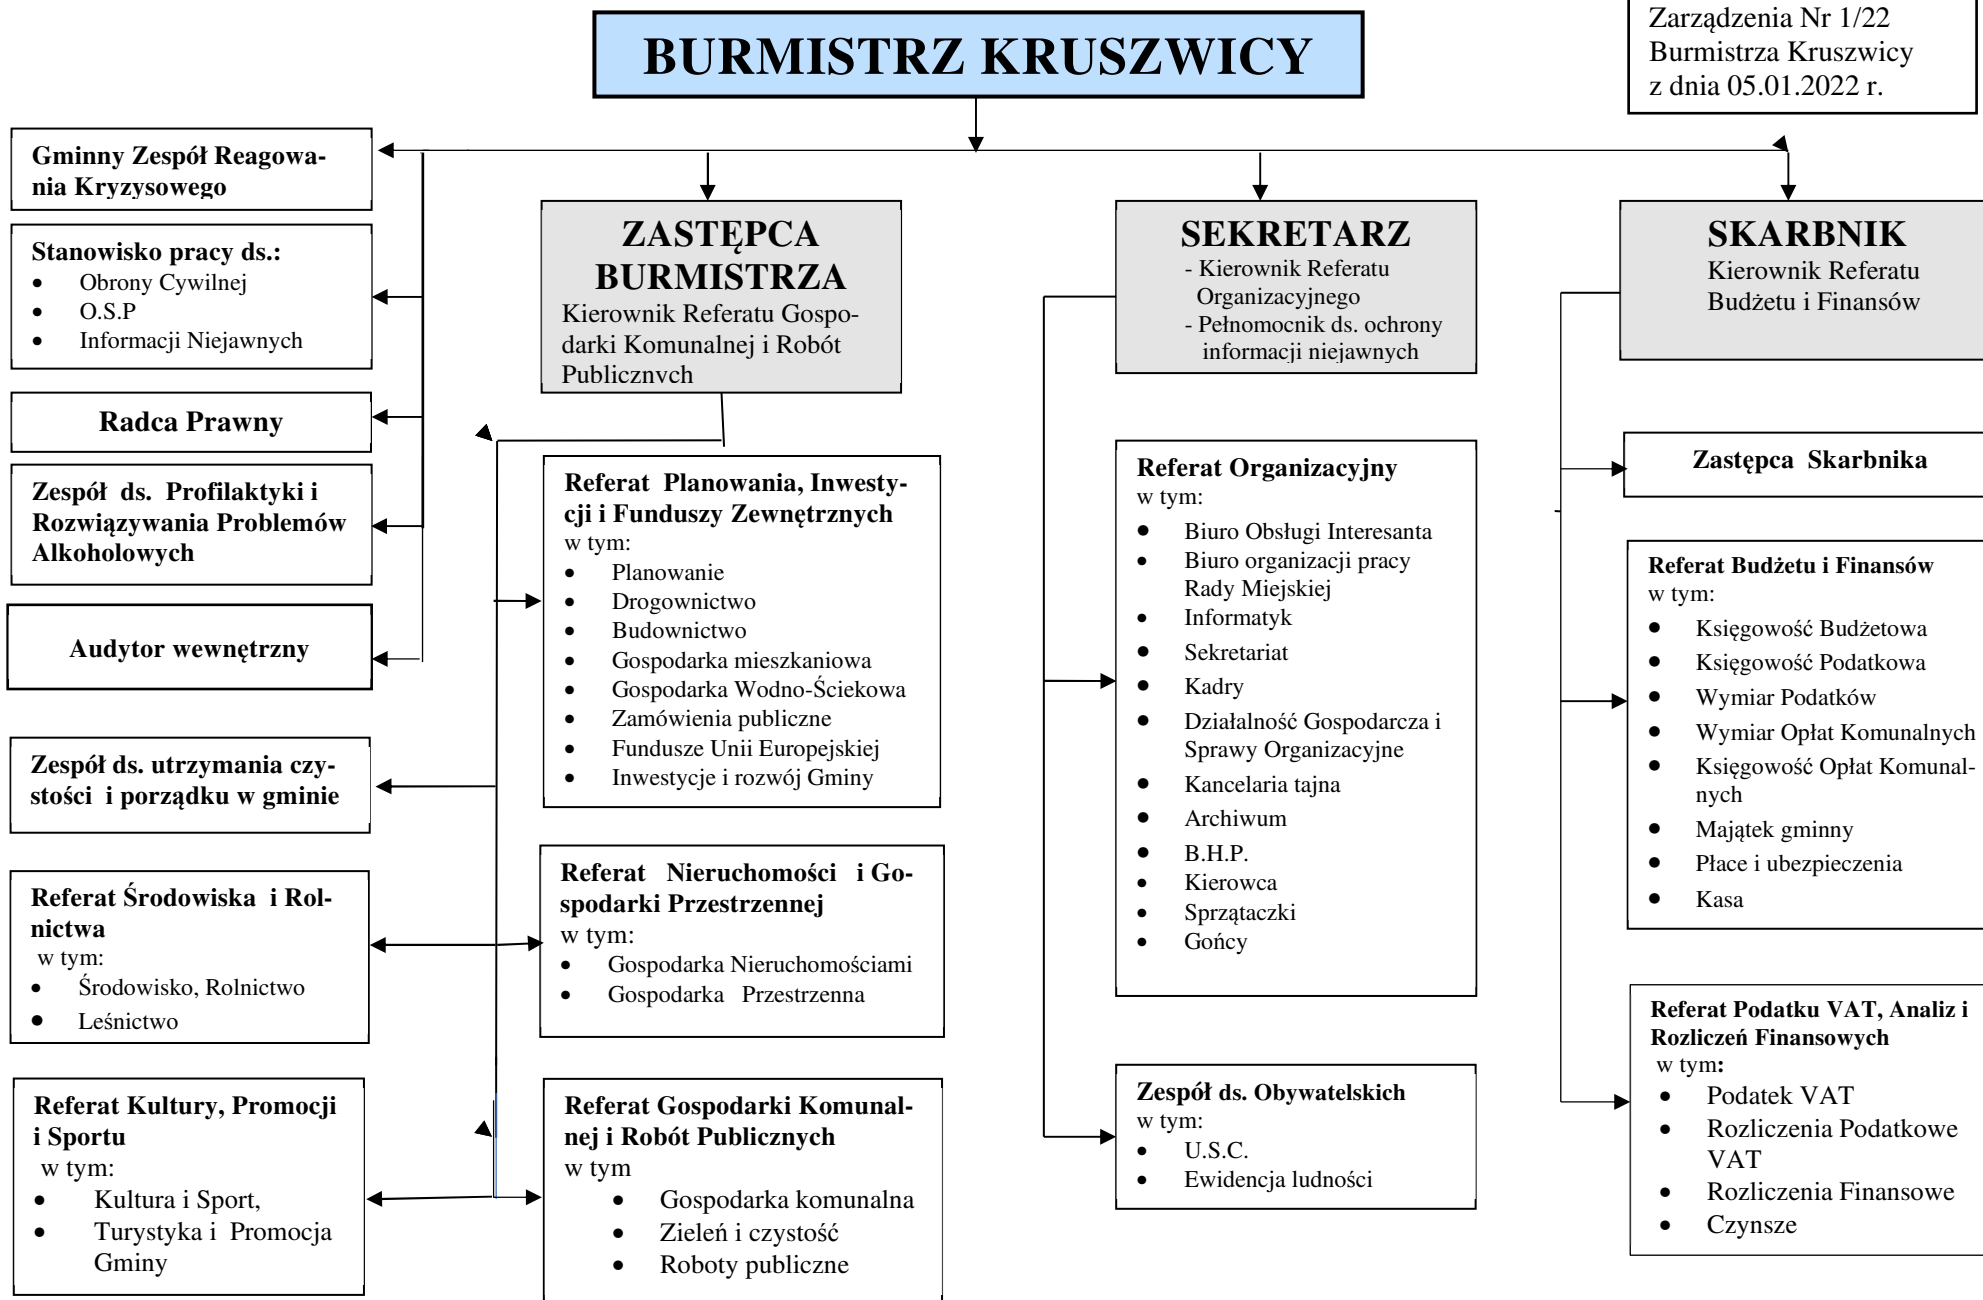 Zarządzenia Nr 1/22
Burmistrza Kruszwicy
z dnia 05.01.2022 r.
BURMISTRZ KRUSZWICY
Gminny Zespół Reagowa-
nia Kryzysowego
Stanowisko pracy ds.:
• Obrony Cywilnej
• O.S.P
• Informacji Niejawnych
Radca Prawny
Zespół ds. Profilaktyki i
Rozwiązywania Problemów
Alkoholowych
Audytor wewnętrzny
Zespół ds. utrzymania czy-
stości i porządku w gminie
Referat Środowiska i Rol-
nictwa
w tym:
• Środowisko, Rolnictwo
• Leśnictwo
Referat Kultury, Promocji
i Sportu
w tym:
• Kultura i Sport,
• Turystyka i Promocja
Gminy
ZASTĘPCA
BURMISTRZA
Kierownik Referatu Gospo-
darki Komunalnej i Robót
Publicznych
Referat Planowania, Inwesty-
cji i Funduszy Zewnętrznych
w tym:
• Planowanie
• Drogownictwo
• Budownictwo
• Gospodarka mieszkaniowa
• Gospodarka Wodno-Ściekowa
• Zamówienia publiczne
• Fundusze Unii Europejskiej
• Inwestycje i rozwój Gminy
Referat Nieruchomości i Go-
spodarki Przestrzennej
w tym:
• Gospodarka Nieruchomościami
• Gospodarka Przestrzenna
Referat Gospodarki Komunal-
nej i Robót Publicznych
w tym
• Gospodarka komunalna
• Zieleń i czystość
• Roboty publiczne
SEKRETARZ
- Kierownik Referatu
Organizacyjnego
- Pełnomocnik ds. ochrony
informacji niejawnych
Referat Organizacyjny
w tym:
• Biuro Obsługi Interesanta
• Biuro organizacji pracy
Rady Miejskiej
• Informatyk
• Sekretariat
• Kadry
• Działalność Gospodarcza i
Sprawy Organizacyjne
• Kancelaria tajna
• Archiwum
• B.H.P.
• Kierowca
• Sprzątaczki
• Gońcy
Zespół ds. Obywatelskich
w tym:
• U.S.C.
• Ewidencja ludności
SKARBNIK
Kierownik Referatu
Budżetu i Finansów
Zastępca Skarbnika
Referat Budżetu i Finansów
w tym:
• Księgowość Budżetowa
• Księgowość Podatkowa
• Wymiar Podatków
• Wymiar Opłat Komunalnych
• Księgowość Opłat Komunal-
nych
• Majątek gminny
• Płace i ubezpieczenia
• Kasa
Referat Podatku VAT, Analiz i
Rozliczeń Finansowych
w tym:
• Podatek VAT
• Rozliczenia Podatkowe
VAT
• Rozliczenia Finansowe
• Czynsze